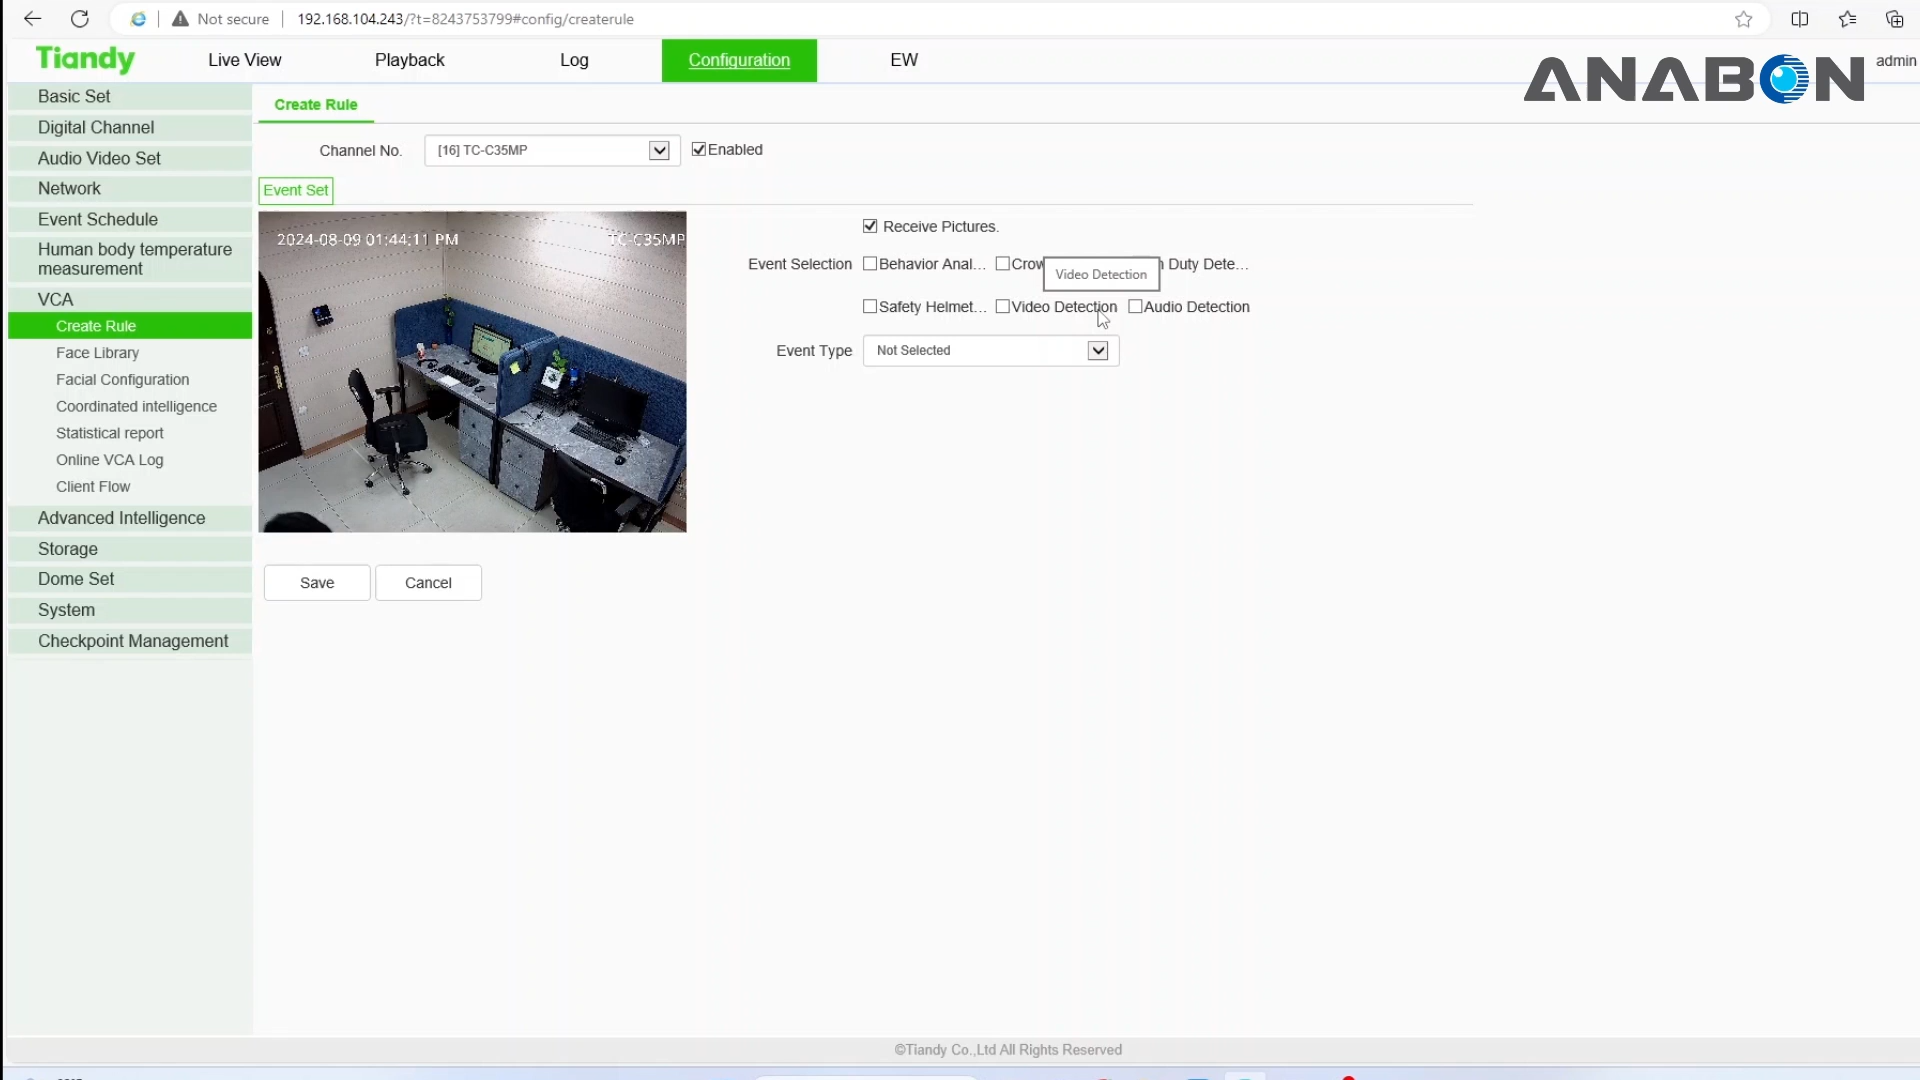 Not secure
192.168.104.243/?t=8243753799#config/createrule
Tiandy
Live View
Playback
Log
Configuration
EW
ANABON
admin
Basic Set
Digital Channel
Audio Video Set
Network
Event Schedule
Human body temperature
measurement
VCA
Create Rule
Face Library
Facial Configuration
Coordinated intelligence
Statistical report
Online VCA Log
Client Flow
Advanced Intelligence
Storage
Dome Set
System
Checkpoint Management
Create Rule
Channel No.
[16] TC-C35MP
Enabled
Event Set
2024-08-09 01:44:11 PM
TC-C35MP
Receive Pictures.
Event Selection
Behavior Anal...
Crow
Video Detection
Duty Dete...
Safety Helmet...
Video Detection
Audio Detection
Event Type
Not Selected
Save
Cancel
©Tiandy Co.,Ltd All Rights Reserved